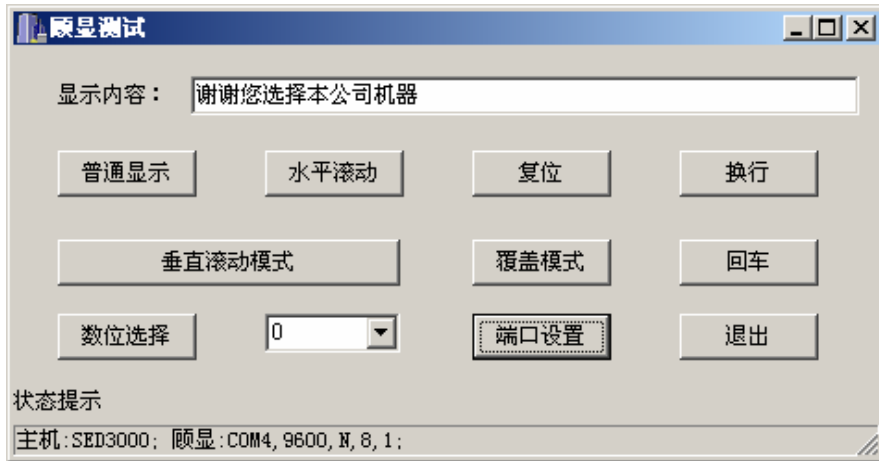 顾显测试
显示内容： 谢谢您选择本公司机器
普通显示 水平滚动 复位 换行
垂直滚动模式 覆盖模式 回车
数位选择 0 端口设置 退出
状态提示
主机:SED3000; 顾显:COM4,9600,N,8,1;